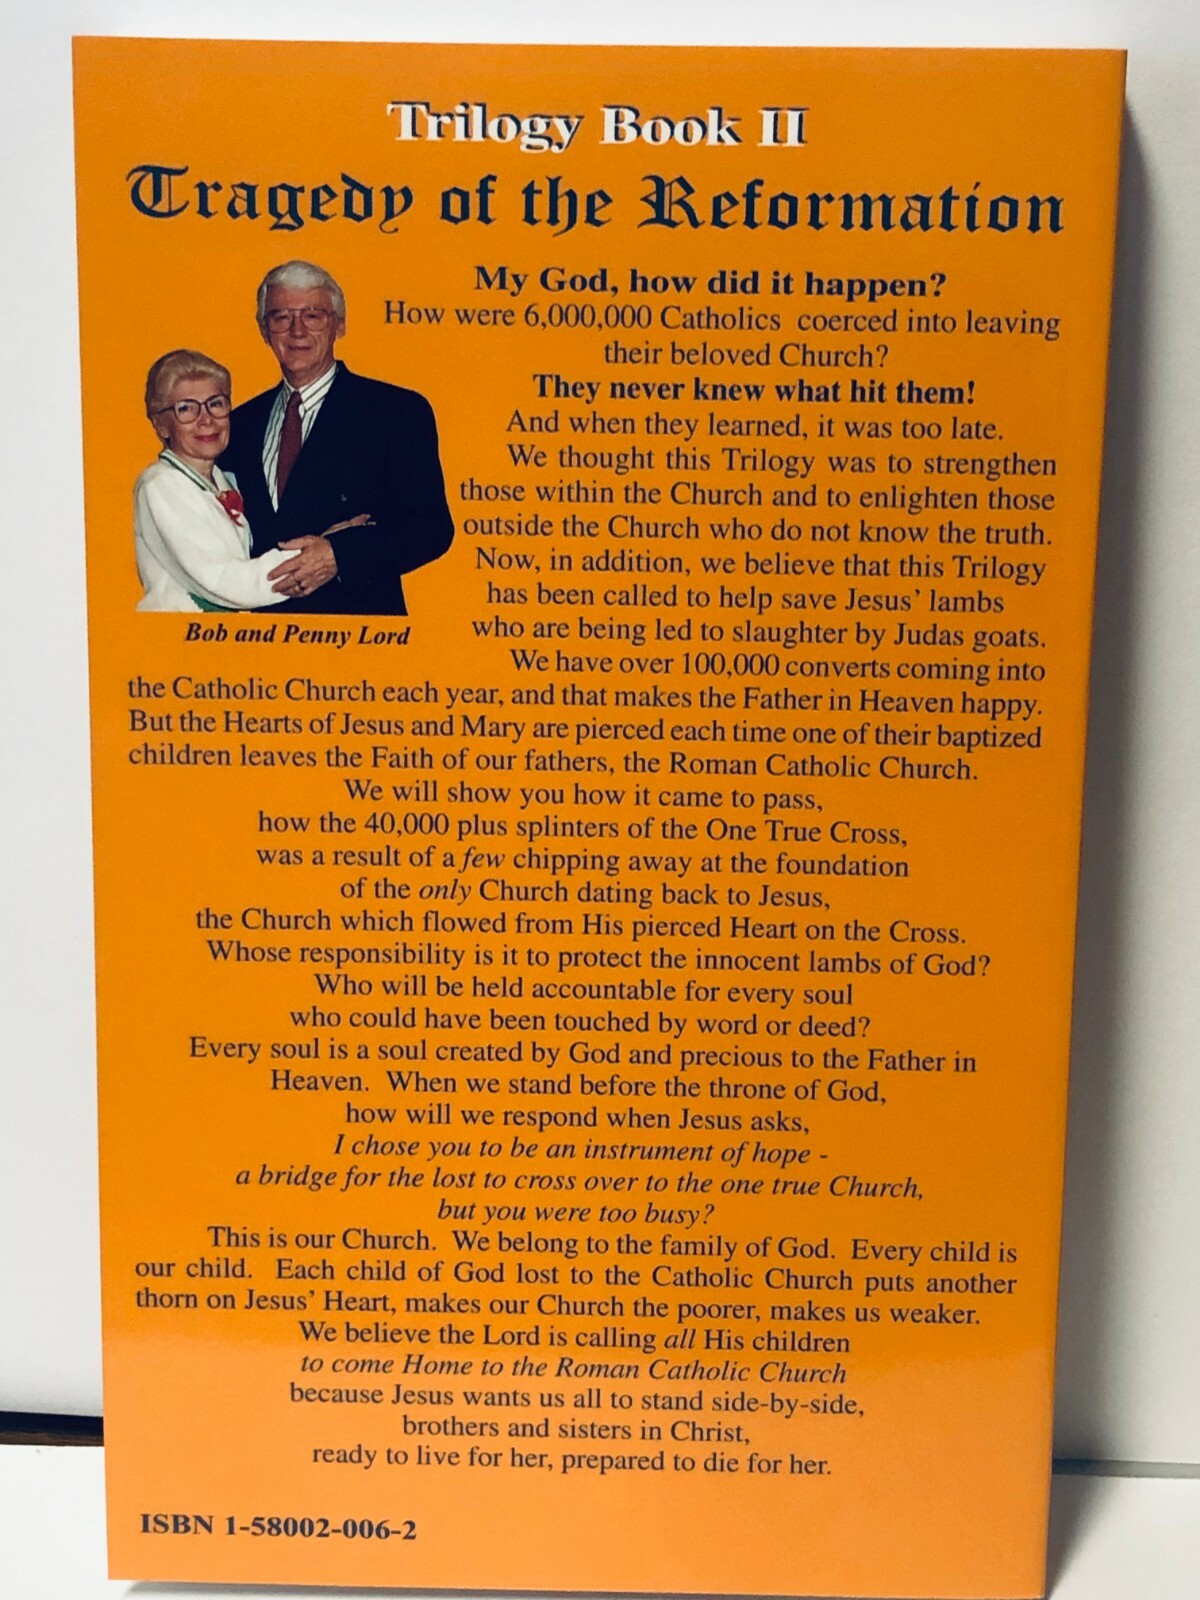 Trilogy Book II
Tragedy of the Reformation
My God, how did it happen?
How were 6,000,000 Catholics coerced into leaving
their beloved Church?
They never knew what hit them!
And when they learned, it was too late.
We thought this Trilogy was to strengthen
those within the Church and to enlighten those
outside the Church who do not know the truth.
Now, in addition, we believe that this Trilogy
has been called to help save Jesus' lambs
who are being led to slaughter by Judas goats.
Bob and Penny Lord
We have over 100,000 converts coming into
the Catholic Church each year, and that makes the Father in Heaven happy.
But the Hearts of Jesus and Mary are pierced each time one of their baptized
children leaves the Faith of our fathers, the Roman Catholic Church.
We will show you how it came to pass,
how the 40,000 plus splinters of the One True Cross,
was a result of a few chipping away at the foundation
of the only Church dating back to Jesus,
the Church which flowed from His pierced Heart on the Cross.
Whose responsibility is it to protect the innocent lambs of God?
Who will be held accountable for every soul
who could have been touched by word or deed?
Every soul is a soul created by God and precious to the Father in
Heaven. When we stand before the throne of God,
how will we respond when Jesus asks,
I chose you to be an instrument of hope -
a bridge for the lost to cross over to the one true Church,
but you were too busy?
This is our Church. We belong to the family of God. Every child is
our child. Each child of God lost to the Catholic Church puts another
thorn on Jesus' Heart, makes our Church the poorer, makes us weaker.
We believe the Lord is calling all His children
to come Home to the Roman Catholic Church
because Jesus wants us all to stand side-by-side,
brothers and sisters in Christ,
ready to live for her, prepared to die for her.
ISBN 1-58002-006-2